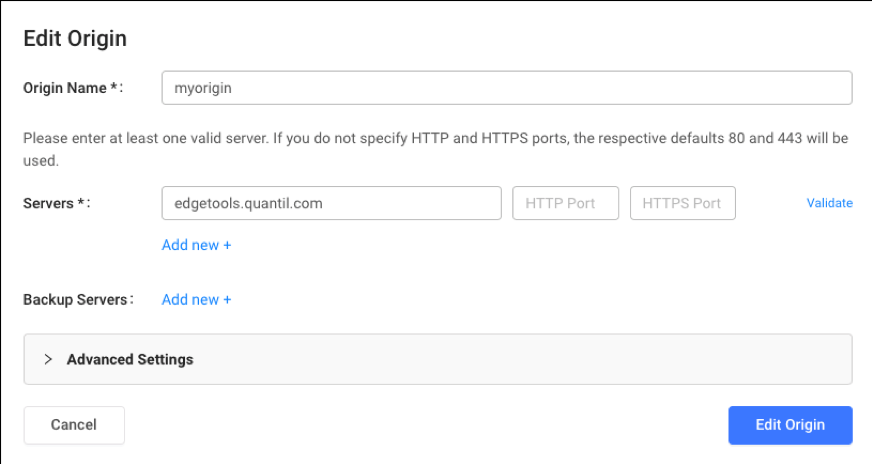 Edit Origin
Origin Name *:
myorigin
Please enter at least one valid server. If you do not specify HTTP and HTTPS ports, the respective defaults 80 and 443 will be
used.
Servers *: edgetools.quantil.com HTTP Port HTTPS Port Validate
Add new +
Backup Servers: Add new +
> Advanced Settings
Cancel Edit Origin